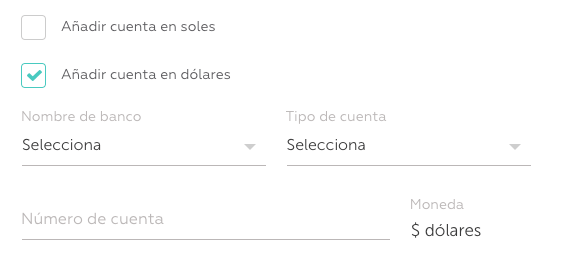 Añadir cuenta en soles
Añadir cuenta en dólares
Nombre de banco Tipo de cuenta
Selecciona Selecciona
Moneda
Número de cuenta
$ dólares